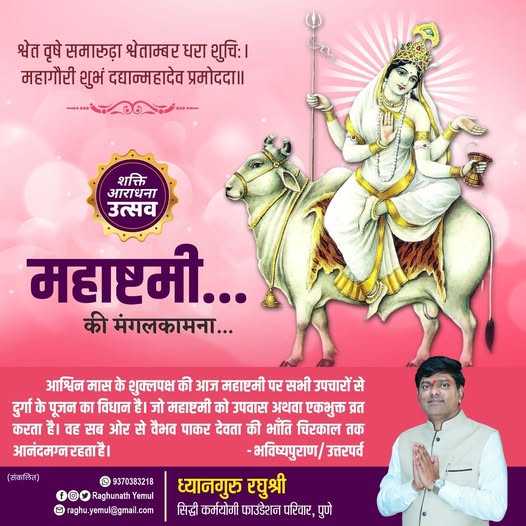 श्वेत वृषे समारूढ़ा श्वेताम्बर धरा शुचि: ।
महागौरी शुभं दद्यान्महादेव प्रमोददा॥
शक्ति
आराधना
उत्सव
महाष्टमी...
की मंगलकामना...
आश्विन मास के शुक्लपक्ष की आज महाष्टमी पर सभी उपचारों से
दुर्गा के पूजन का विधान है। जो महाष्टमी को उपवास अथवा एकभुक्त व्रत
करता है। वह सब ओर से वैभव पाकर देवता की भाँति चिरकाल तक
आनंदमग्न रहता है। - भविष्यपुराण/ उत्तरपर्व
(संकलित)
9370383218
Raghunath Yemul
raghu.yemul@gmail.com
ध्यानगुरु रघुश्री
सिद्धी कर्मयोगी फाउंडेशन परिवार, पुणे